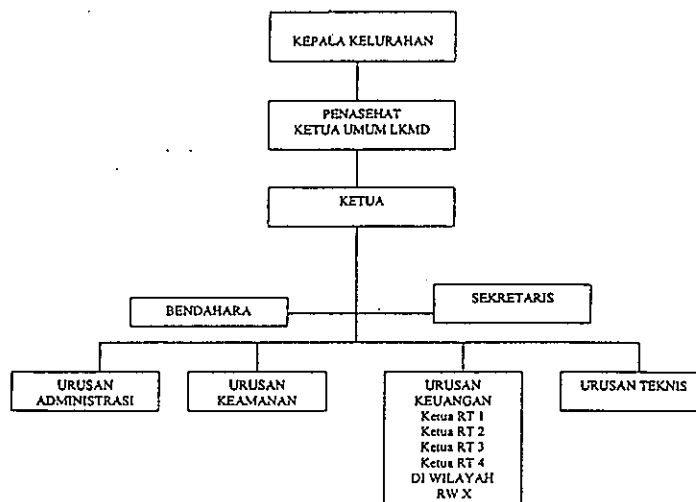 KEPALA KELURAHAN
PENASEHAT
KETUA UMUM LKMD
KETUA
BENDAHARA
SEKRETARIS
URUSAN
ADMINISTRASI
URUSAN
KEAMANAN
URUSAN
KEUANGAN
Ketua RT 1
Ketua RT 2
Ketua RT 3
Ketua RT 4
DI WILAYAH
RW X
URUSAN TEKNIS